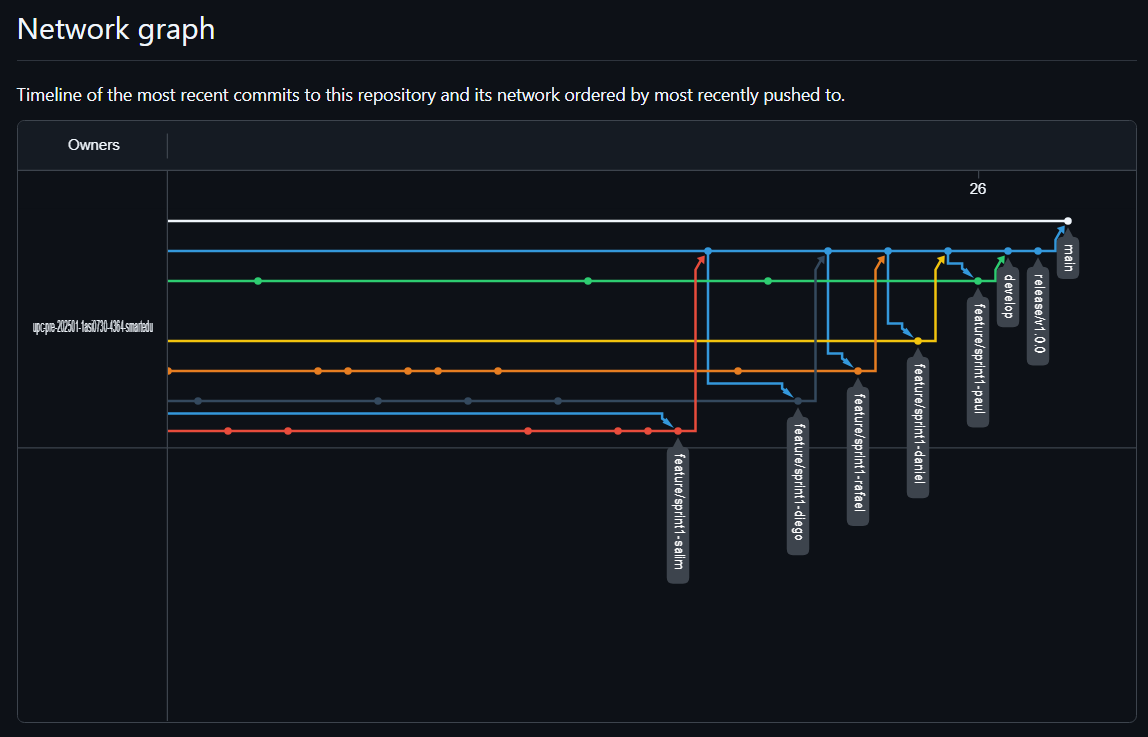 Network graph
Timeline of the most recent commits to this repository and its network ordered by most recently pushed to.
Owners
26
upc-pre-202501-1asi0730-4364-smartedu
main
develop
release/v1.0.0
feature/sprint1-paul
feature/sprint1-daniel
feature/sprint1-rafael
feature/sprint1-diego
feature/sprint1-salim